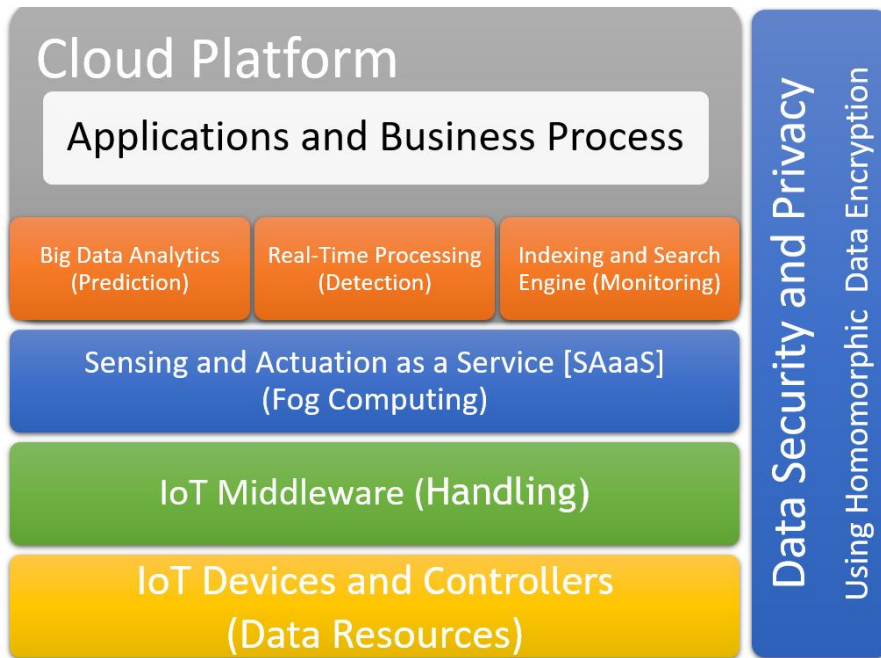 Cloud Platform
Applications and Business Process
Big Data Analytics
(Prediction)
Real-Time Processing
(Detection)
Indexing and Search
Engine (Monitoring)
Sensing and Actuation as a Service [SAaaS]
(Fog Computing)
IoT Middleware (Handling)
IoT Devices and Controllers
(Data Resources)
Data Security and Privacy
Using Homomorphic Data Encryption